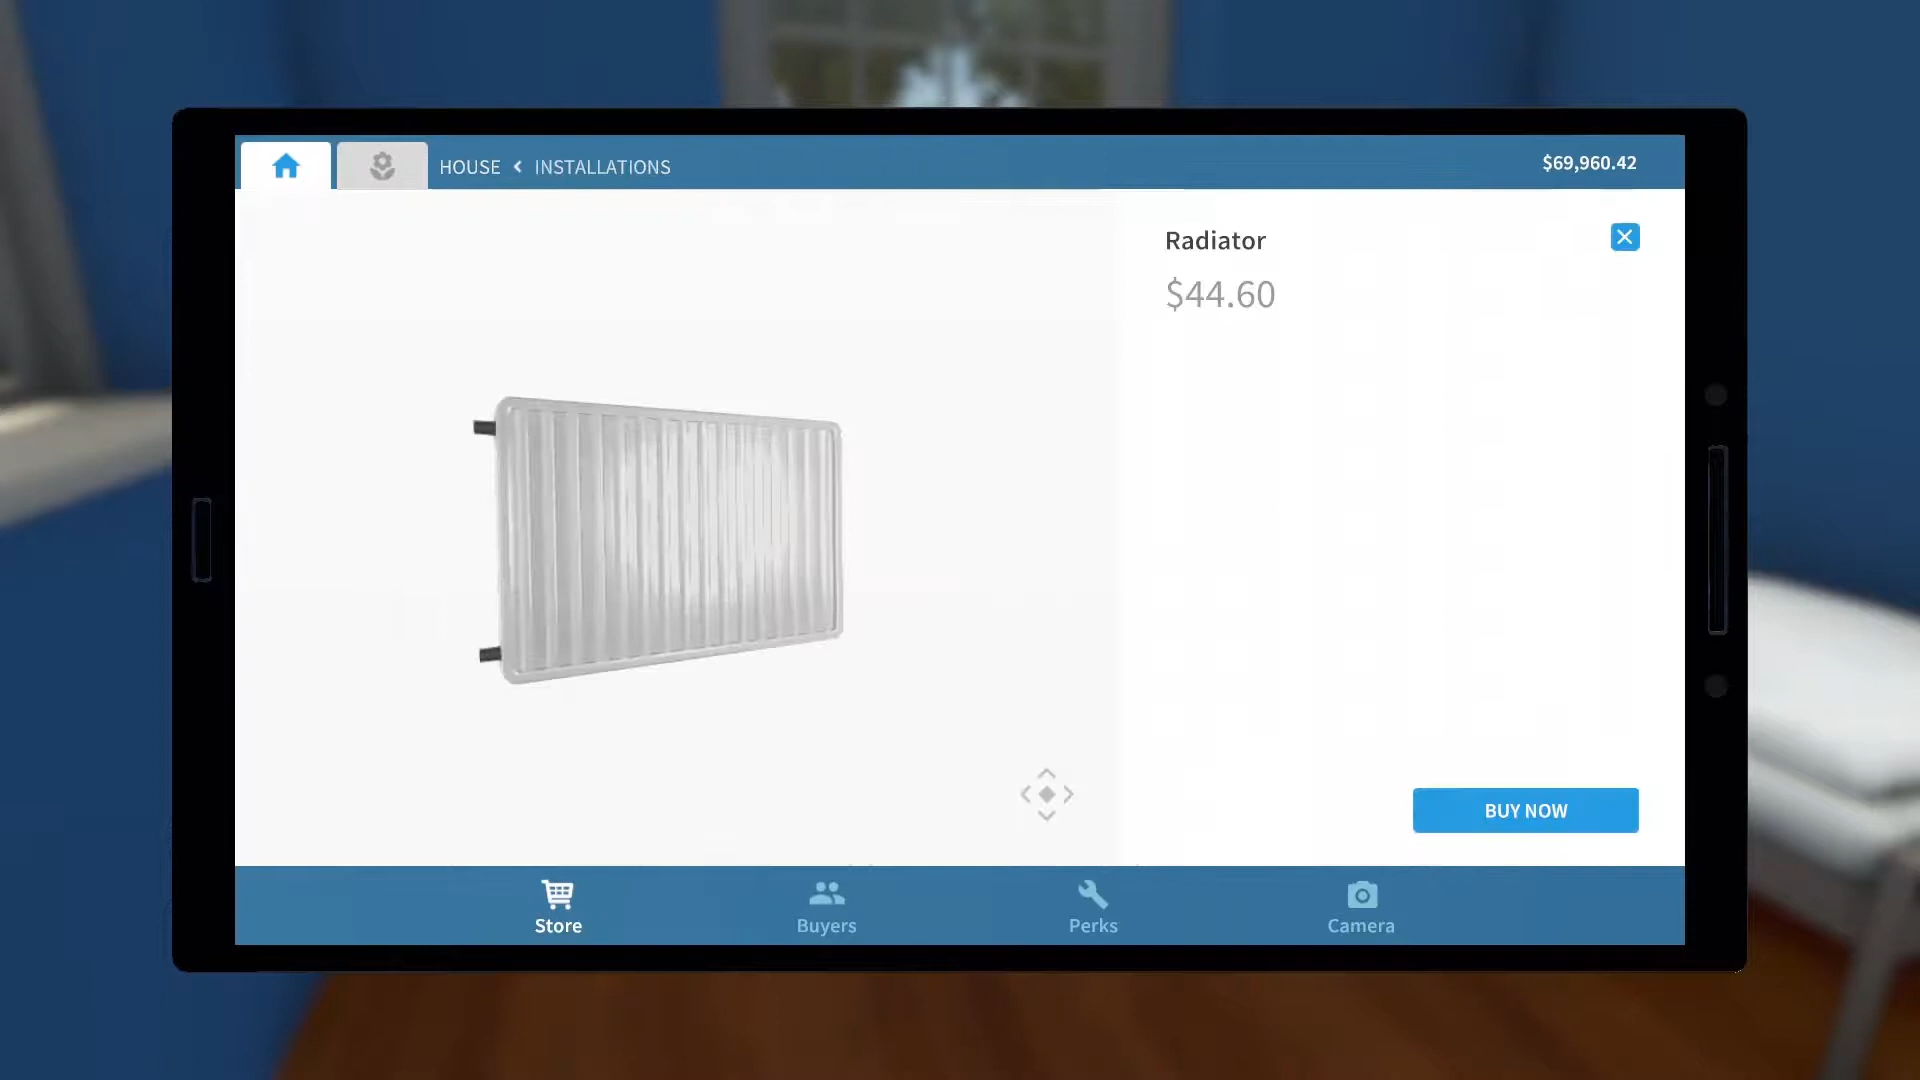 HOUSE < INSTALLATIONS
$69,960.42
Radiator
$44.60
BUY NOW
Store
Buyers
Perks
Camera